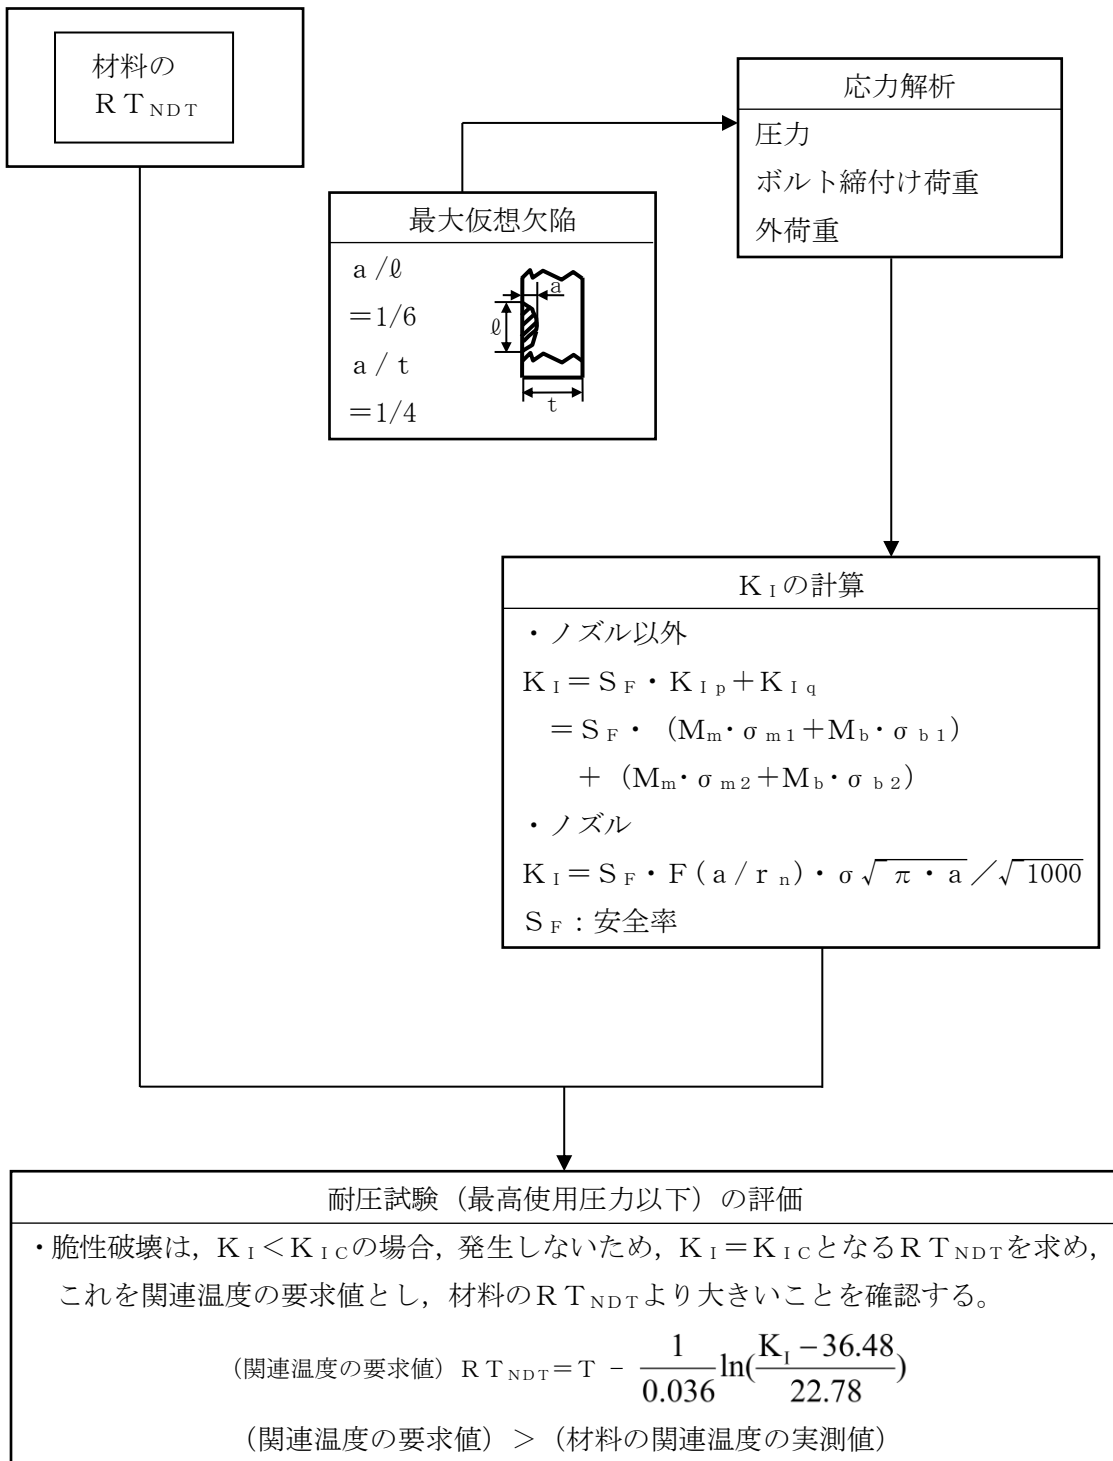 材料の
ＲＴNDT
応力解析
圧力
ボルト締付け荷重
外荷重
最大仮想欠陥
ａ/ℓ
＝1/6
ａ/ｔ
＝1/4
a
ℓ
t
ＫＩの計算
・ノズル以外
ＫＩ＝ＳＦ・ＫＩｐ＋ＫＩｑ
＝ＳＦ・（Ｍm・σm1＋Ｍb・σb1）
＋（Ｍm・σm2＋Ｍb・σb2）
・ノズル
ＫＩ＝ＳＦ・Ｆ(ａ/ｒn)・σ√π・ａ／√1000
ＳＦ：安全率
耐圧試験（最高使用圧力以下）の評価
・脆性破壊は，ＫＩ＜ＫＩＣの場合，発生しないため，ＫＩ＝ＫＩＣとなるＲＴNDTを求め，
これを関連温度の要求値とし，材料のＲＴNDTより大きいことを確認する。
（関連温度の要求値）ＲＴNDT＝Ｔ － 1/0.036 ln((KI－36.48)/22.78)
（関連温度の要求値）＞（材料の関連温度の実測値）